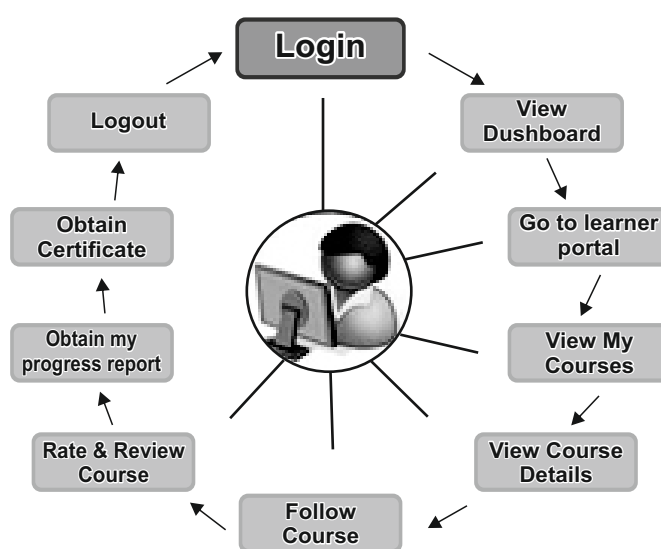 Login
View
Dushboard
Go to learner
portal
View My
Courses
View Course
Details
Follow
Course
Rate & Review
Course
Obtain my
progress report
Obtain
Certificate
Logout